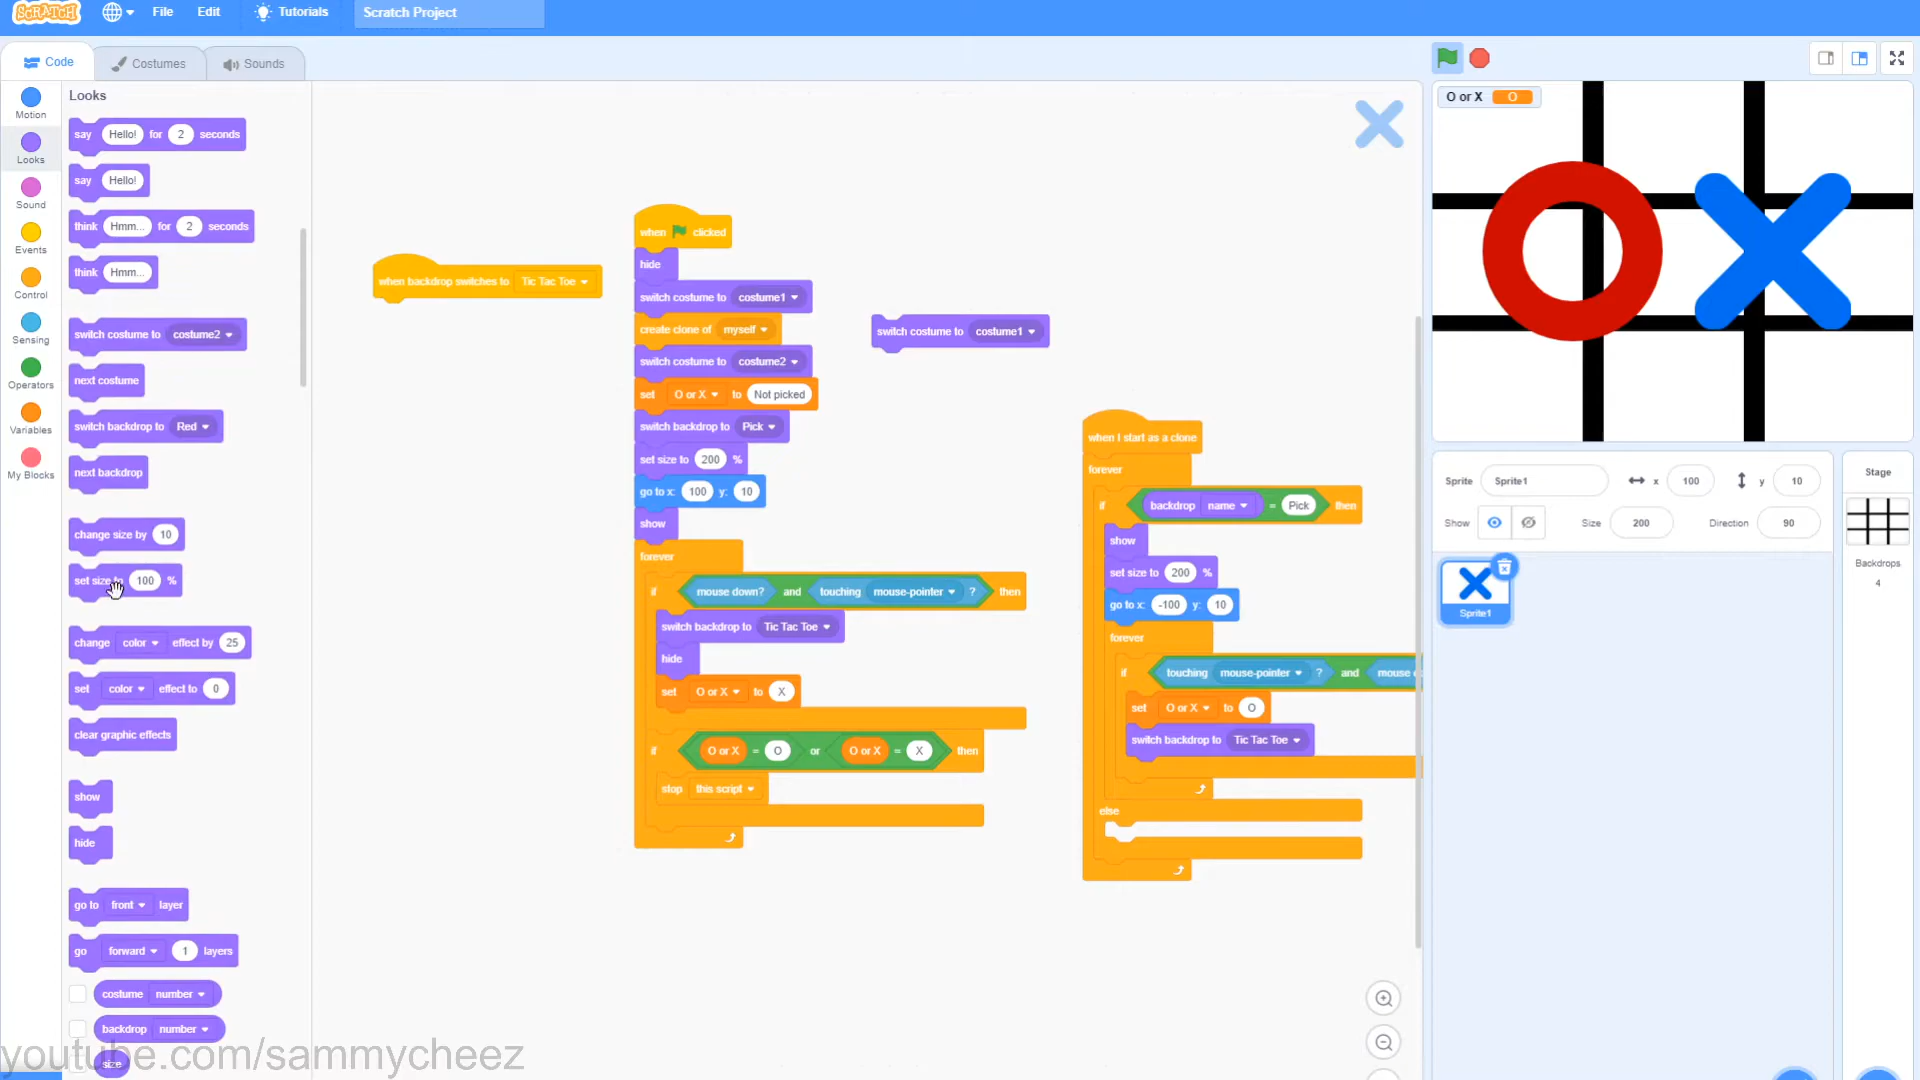 SCRATCH File Edit Tutorials Scratch Project
Code Costumes Sounds
Motion
Looks
Sound
Events
Control
Sensing
Operators
Variables
My Blocks
Looks
say Hello! for 2 seconds
say Hello!
think Hmm... for 2 seconds
think Hmm...
switch costume to costume2
next costume
switch backdrop to Red
next backdrop
change size by 10
set size to 100 %
change color effect by 25
set color effect to 0
clear graphic effects
show
hide
go to front layer
go forward 1 layers
costume number
backdrop number
size
when backdrop switches to Tic Tac Toe
when clicked
hide
switch costume to costume1
create clone of myself
switch costume to costume2
set O or X to Not picked
switch backdrop to Pick
set size to 200 %
go to x: 100 y: 10
show
forever
if mouse down? and touching mouse-pointer ? then
switch backdrop to Tic Tac Toe
hide
set O or X to X
if O or X = O or O or X = X then
stop this script
switch costume to costume1
when I start as a clone
forever
if backdrop name = Pick then
show
set size to 200 %
go to x: -100 y: 10
forever
if touching mouse-pointer ? and mouse
set O or X to O
switch backdrop to Tic Tac Toe
else
O or X O
Sprite Sprite1 x 100 y 10
Show Size 200 Direction 90
Sprite1
Stage
Backdrops
4
youtube.com/sammycheez